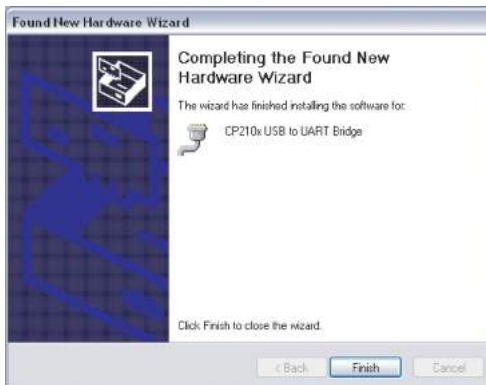 Found New Hardware Wizard
Completing the Found New
Hardware Wizard
The wizard has finished installing the software for:
CP210x USB to UART Bridge
Click Finish to close the wizard.
< Back
Finish
Cancel